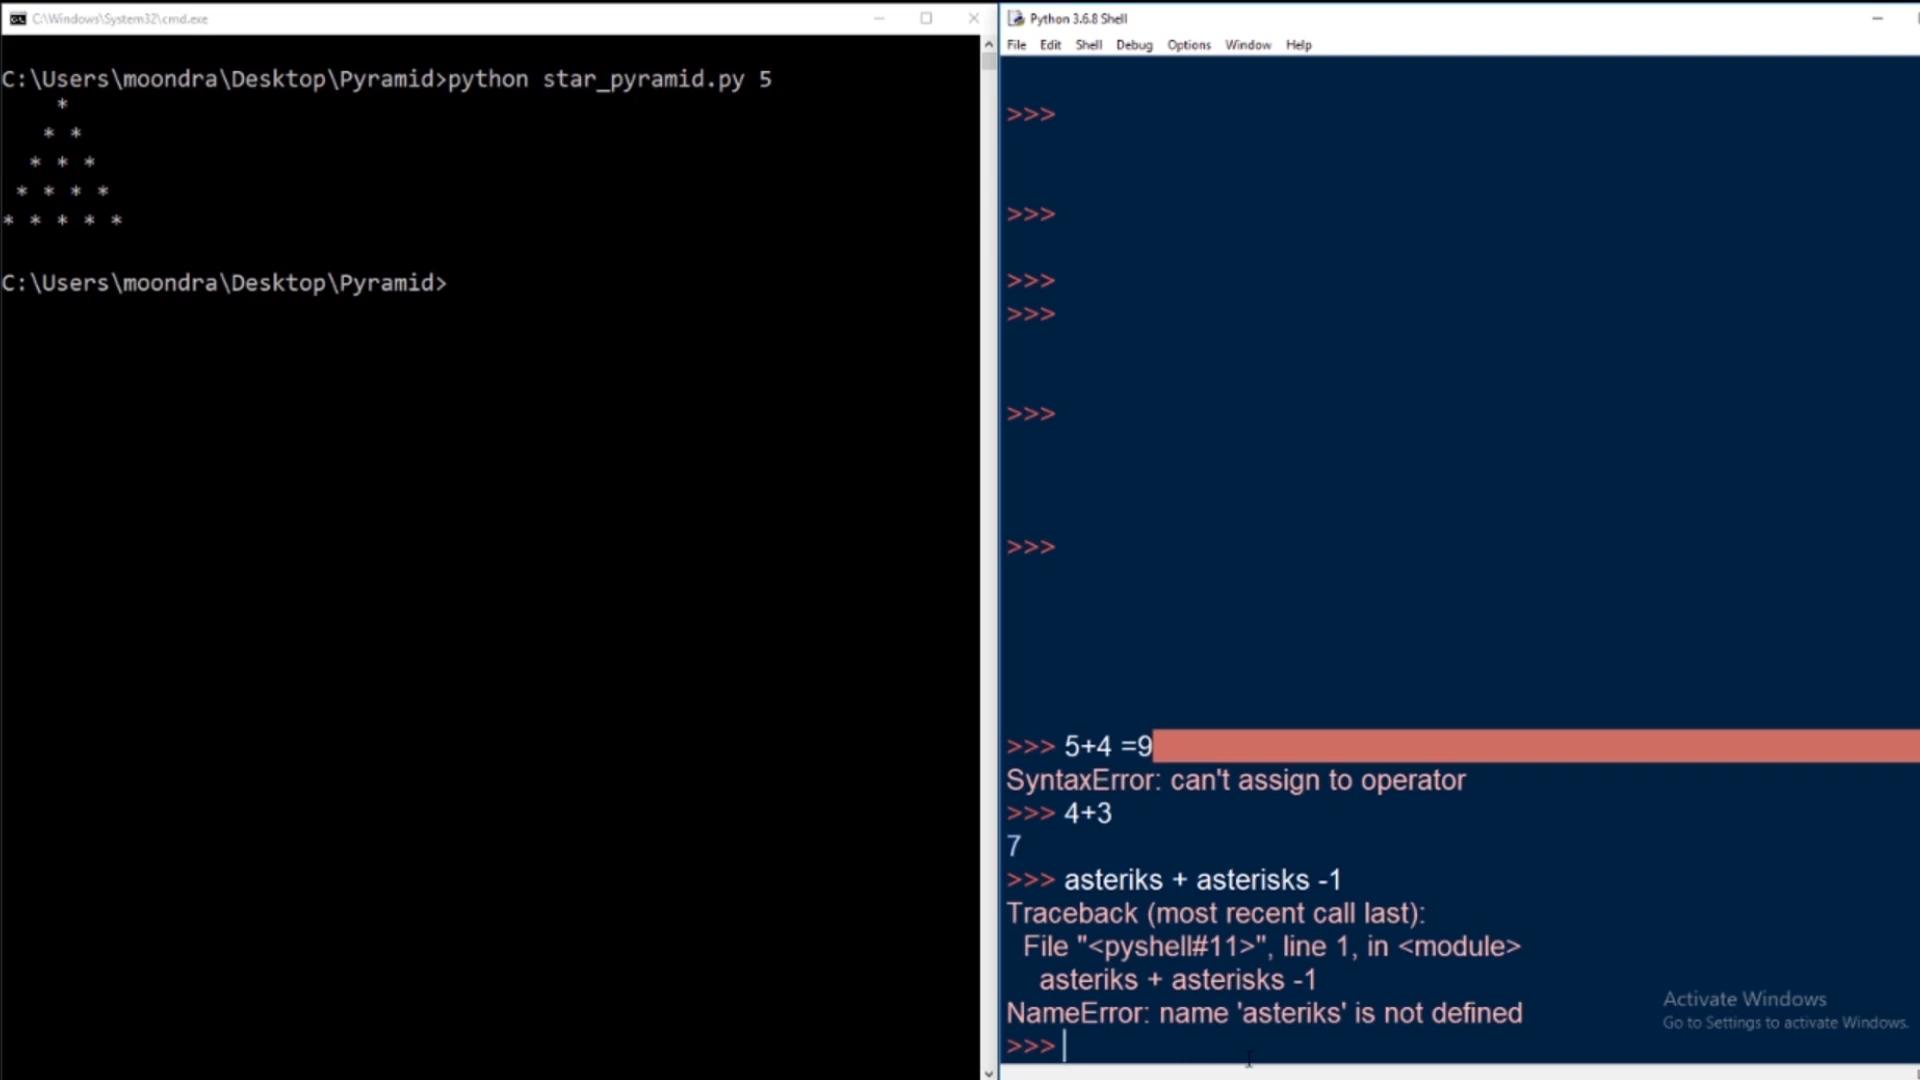 C:\Windows\System32\cmd.exe
C:\Users\moondra\Desktop\Pyramid>python star_pyramid.py 5
*
* *
* * *
* * * *
* * * * *
C:\Users\moondra\Desktop\Pyramid>
Python 3.6.8 Shell
File Edit Shell Debug Options Window Help
>>>
>>>
>>>
>>>
>>>
>>>
>>> 5+4 =9
SyntaxError: can't assign to operator
>>> 4+3
7
>>> asteriks + asterisks -1
Traceback (most recent call last):
File "<pyshell#11>", line 1, in <module>
asteriks + asterisks -1
NameError: name 'asteriks' is not defined
>>>
Activate Windows
Go to Settings to activate Windows.